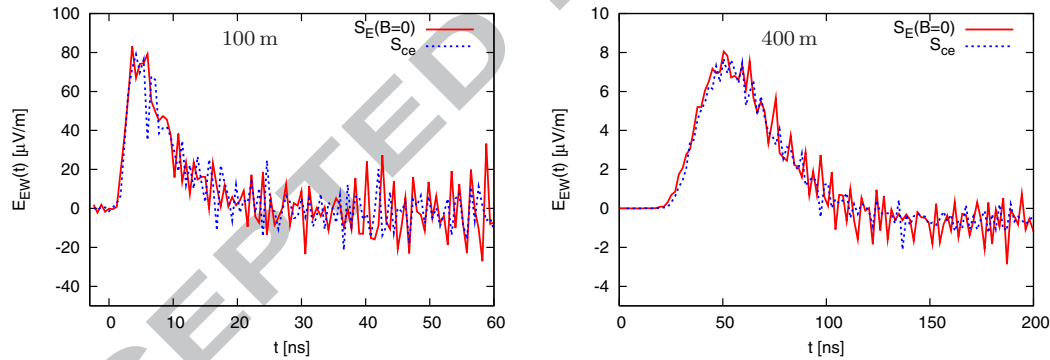 100 m
S_E(B=0)
S_ce
E_EW(t) [µV/m]
100
80
60
40
20
0
-20
-40
0 10 20 30 40 50 60
t [ns]
400 m
S_E(B=0)
S_ce
E_EW(t) [µV/m]
10
8
6
4
2
0
-2
-4
0 50 100 150 200
t [ns]
CEPTED